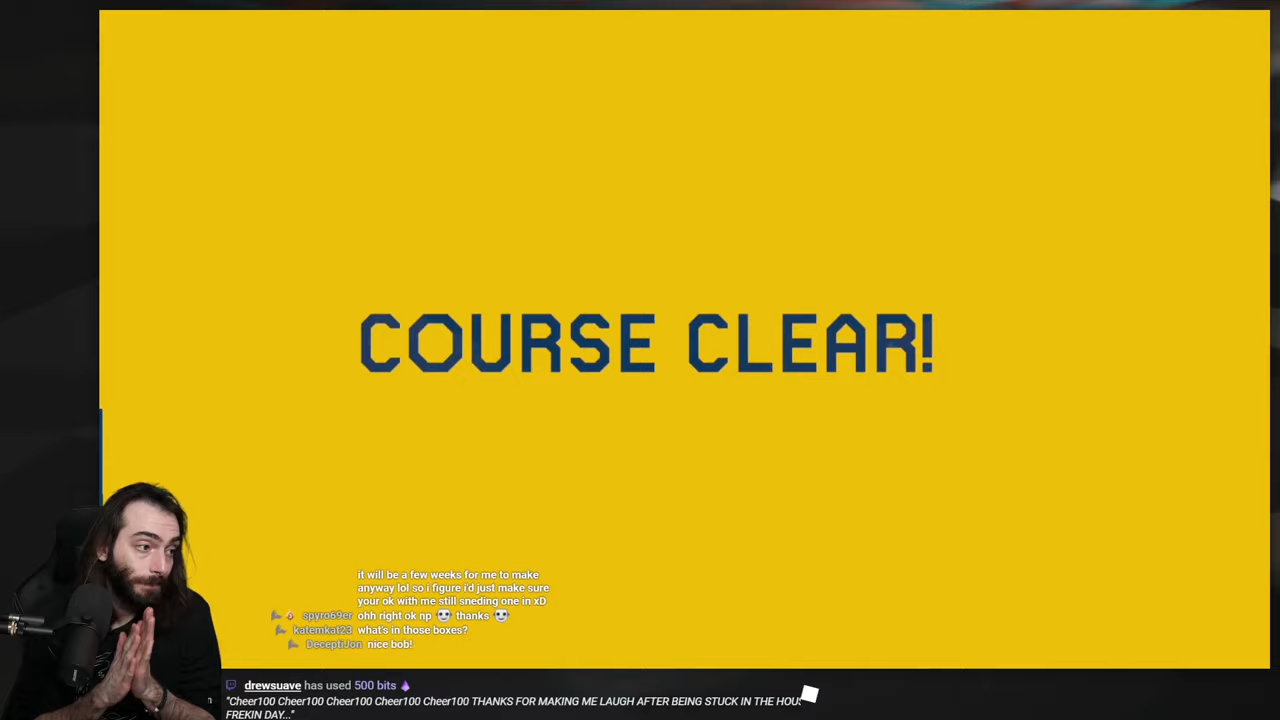 COURSE CLEAR!
it will be a few weeks for me to make
anyway lol so i figure i'd just make sure
your ok with me still sneding one in xD
spyro69er ohh right ok np thanks
katemkat23 what's in those boxes?
DeceptiJon nice bob!
drewsuave has used 500 bits
"Cheer100 Cheer100 Cheer100 Cheer100 Cheer100 THANKS FOR MAKING ME LAUGH AFTER BEING STUCK IN THE
FREKIN DAY..."